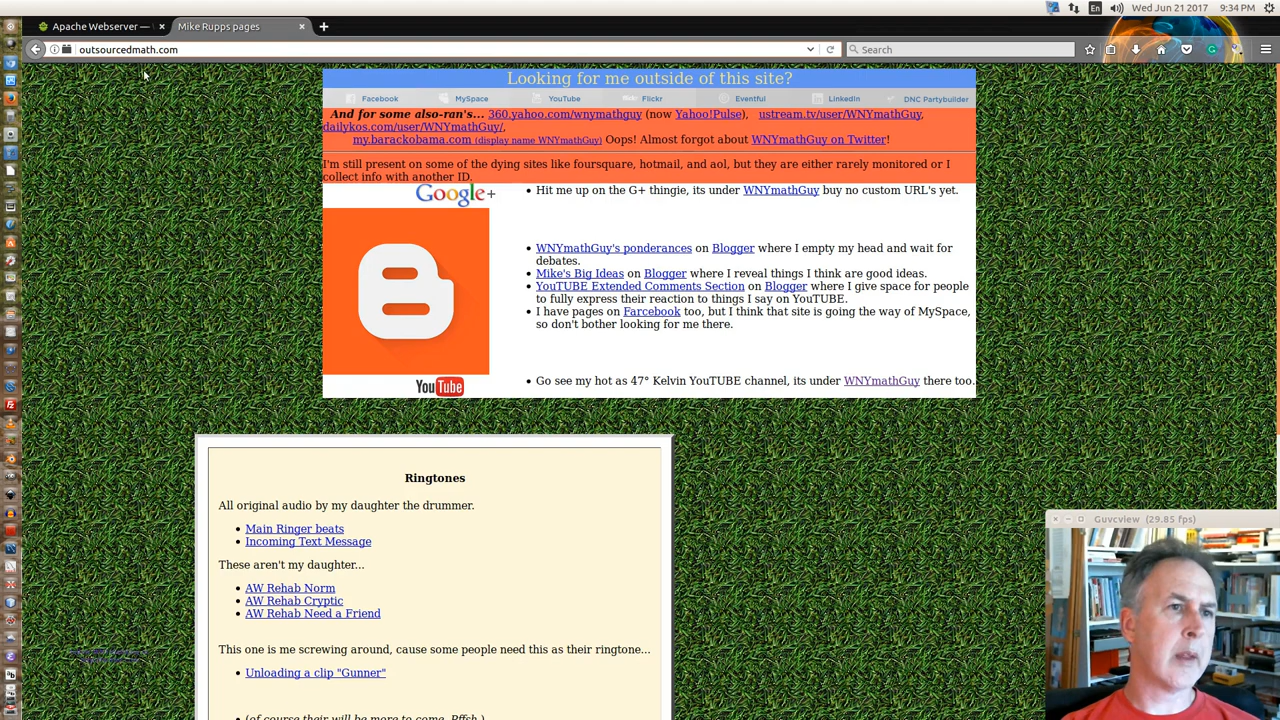 Wed Jun 21 2017 9:34 PM
En
Apache Webserver —
Mike Rupps pages
outsourcedmath.com
Search
Looking for me outside of this site?
Facebook MySpace YouTube Flickr Eventful LinkedIn DNC Partybuilder
And for some also-ran's... 360.yahoo.com/wnymathguy (now Yahoo!Pulse), ustream.tv/user/WNYmathGuy,
dailykos.com/user/WNYmathGuy/,
my.barackobama.com (display name WNYmathGuy) Oops! Almost forgot about WNYmathGuy on Twitter!
I'm still present on some of the dying sites like foursquare, hotmail, and aol, but they are either rarely monitored or I
collect info with another ID.
Google+
• Hit me up on the G+ thingie, its under WNYmathGuy buy no custom URL's yet.
• WNYmathGuy's ponderances on Blogger where I empty my head and wait for
debates.
• Mike's Big Ideas on Blogger where I reveal things I think are good ideas.
• YouTUBE Extended Comments Section on Blogger where I give space for people
to fully express their reaction to things I say on YouTUBE.
• I have pages on Farcebook too, but I think that site is going the way of MySpace,
so don't bother looking for me there.
YouTube
• Go see my hot as 47° Kelvin YouTUBE channel, its under WNYmathGuy there too.
Ringtones
All original audio by my daughter the drummer.
• Main Ringer beats
• Incoming Text Message
These aren't my daughter...
• AW Rehab Norm
• AW Rehab Cryptic
• AW Rehab Need a Friend
This one is me screwing around, cause some people need this as their ringtone...
• Unloading a clip "Gunner"
• (of course their will be more to come. Pffsh.)
Guvcview (29.85 fps)